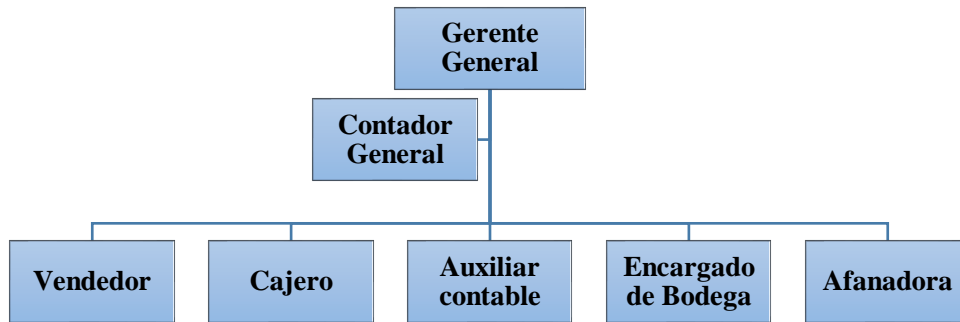 Gerente
General
Contador
General
Vendedor
Cajero
Auxiliar
contable
Encargado
de Bodega
Afanadora